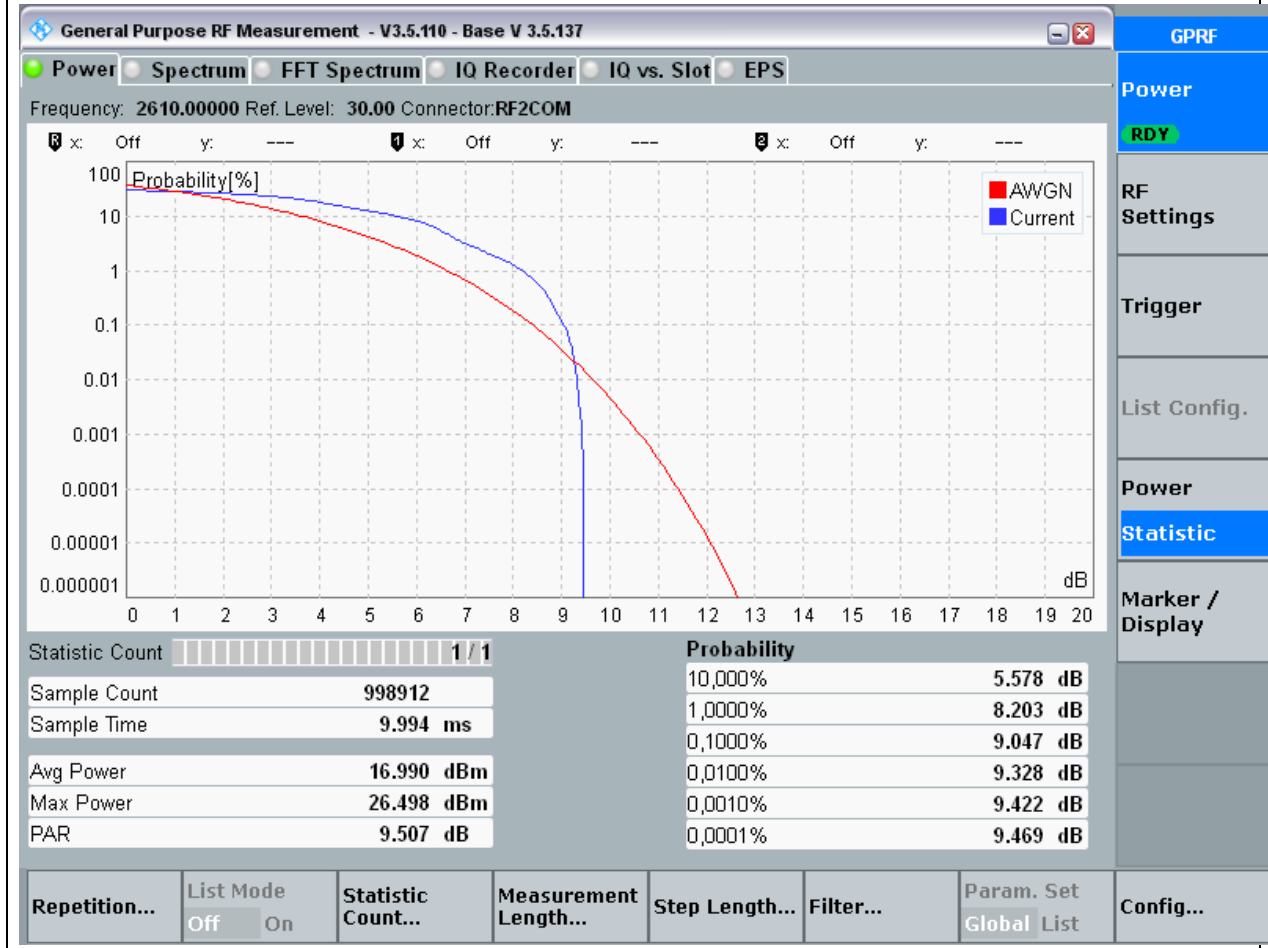 General Purpose RF Measurement - V3.5.110 - Base V 3.5.137
GPRF
Power Spectrum FFT Spectrum IQ Recorder IQ vs. Slot EPS
Frequency: 2610.00000 Ref. Level: 30.00 Connector:RF2COM
R x: Off y: --- 1 x: Off y: --- 2 x: Off y: ---
Probability[%]
AWGN
Current
100
10
1
0.1
0.01
0.001
0.0001
0.00001
0.000001
dB
0 1 2 3 4 5 6 7 8 9 10 11 12 13 14 15 16 17 18 19 20
Statistic Count 1 / 1
Sample Count 998912
Sample Time 9.994 ms
Avg Power 16.990 dBm
Max Power 26.498 dBm
PAR 9.507 dB
Probability
10,000% 5.578 dB
1,0000% 8.203 dB
0,1000% 9.047 dB
0,0100% 9.328 dB
0,0010% 9.422 dB
0,0001% 9.469 dB
Power
RDY
RF
Settings
Trigger
List Config.
Power
Statistic
Marker /
Display
Repetition...
List Mode
Off On
Statistic
Count...
Measurement
Length...
Step Length...
Filter...
Param. Set
Global List
Config...